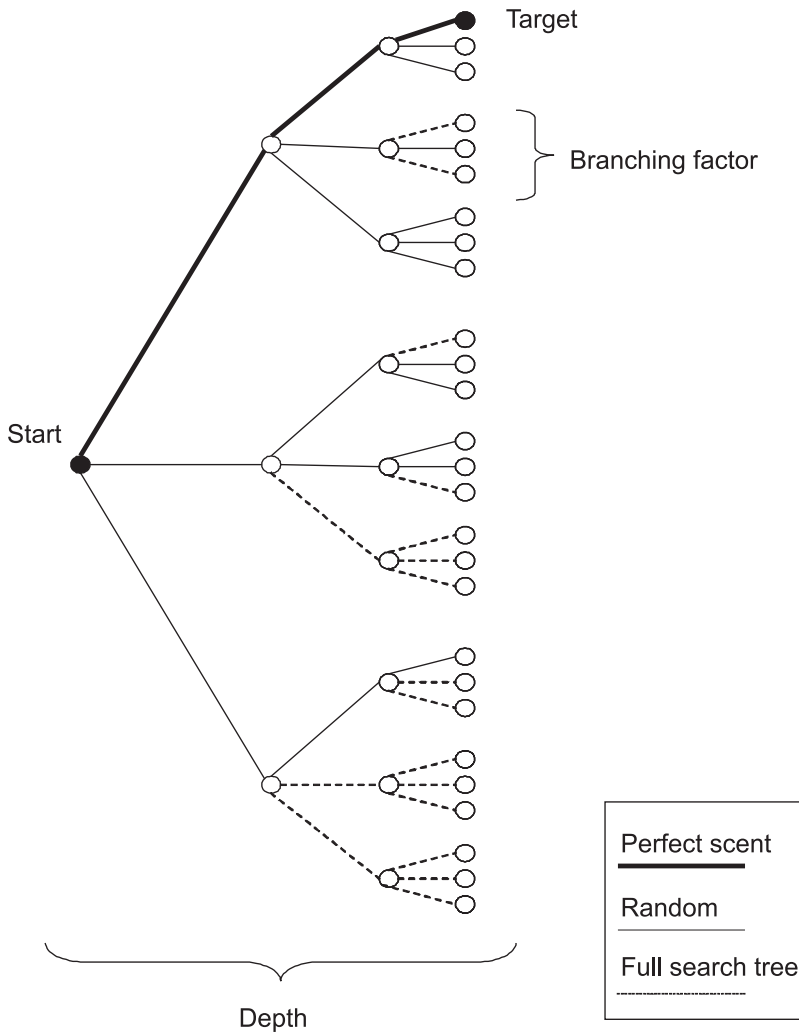 Target
Branching factor
Start
Perfect scent
Random
Full search tree
Depth